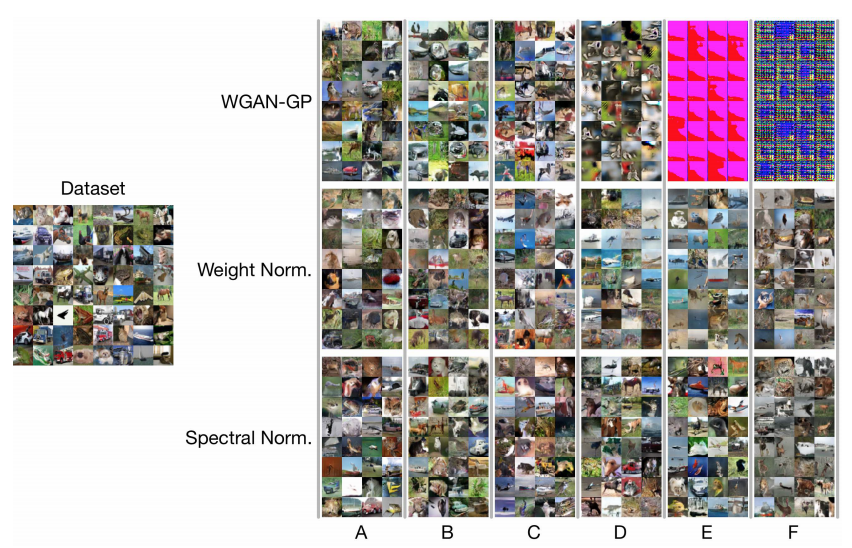 WGAN-GP
Dataset
Weight Norm.
Spectral Norm.
A B C D E F